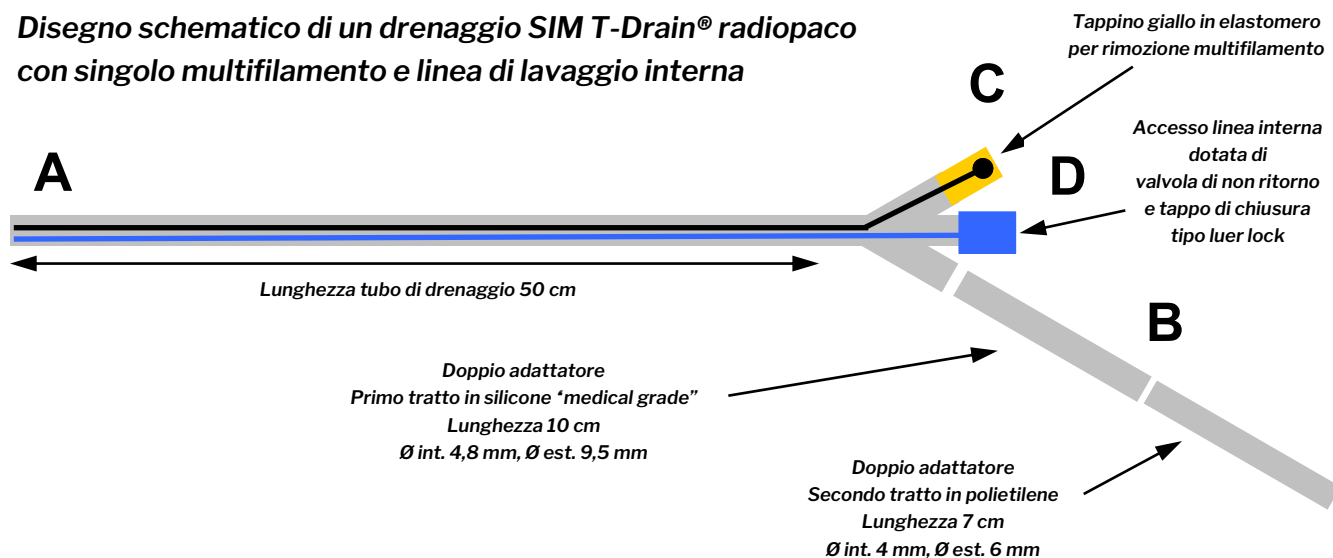 Disegno schematico di un drenaggio SIM T-Drain® radiopaco
con singolo multifilamento e linea di lavaggio interna
Tappino giallo in elastomero
per rimozione multifilamento
C
Accesso linea interna
dotata di
valvola di non ritorno
e tappo di chiusura
tipo luer lock
D
A
Lunghezza tubo di drenaggio 50 cm
B
Doppio adattatore
Primo tratto in silicone ‘medical grade”
Lunghezza 10 cm
Ø int. 4,8 mm, Ø est. 9,5 mm
Doppio adattatore
Secondo tratto in polietilene
Lunghezza 7 cm
Ø int. 4 mm, Ø est. 6 mm